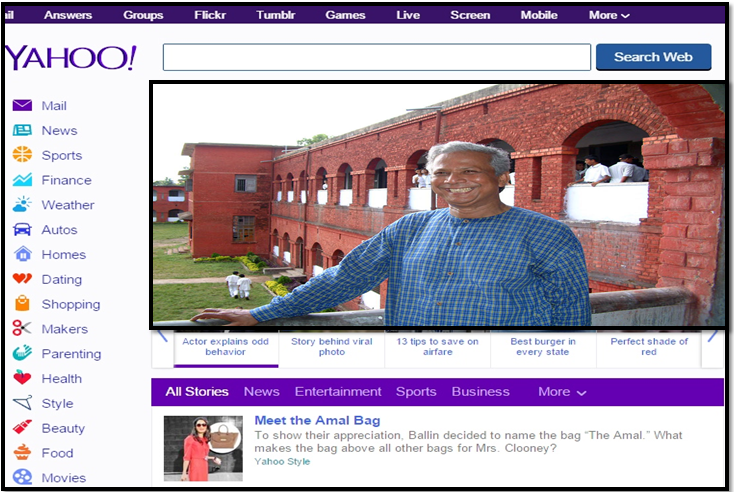 Answers Groups Flickr Tumblr Games Live Screen Mobile More
YAHOO!
Search Web
Mail
News
Sports
Finance
Weather
Autos
Homes
Dating
Shopping
Makers
Parenting
Health
Style
Beauty
Food
Movies
Actor explains odd
behavior
Story behind viral
photo
13 tips to save on
airfare
Best burger in
every state
Perfect shade of
red
All Stories News Entertainment Sports Business More
Meet the Amal Bag
To show their appreciation, Ballin decided to name the bag “The Amal.” What
makes the bag above all other bags for Mrs. Clooney?
Yahoo Style